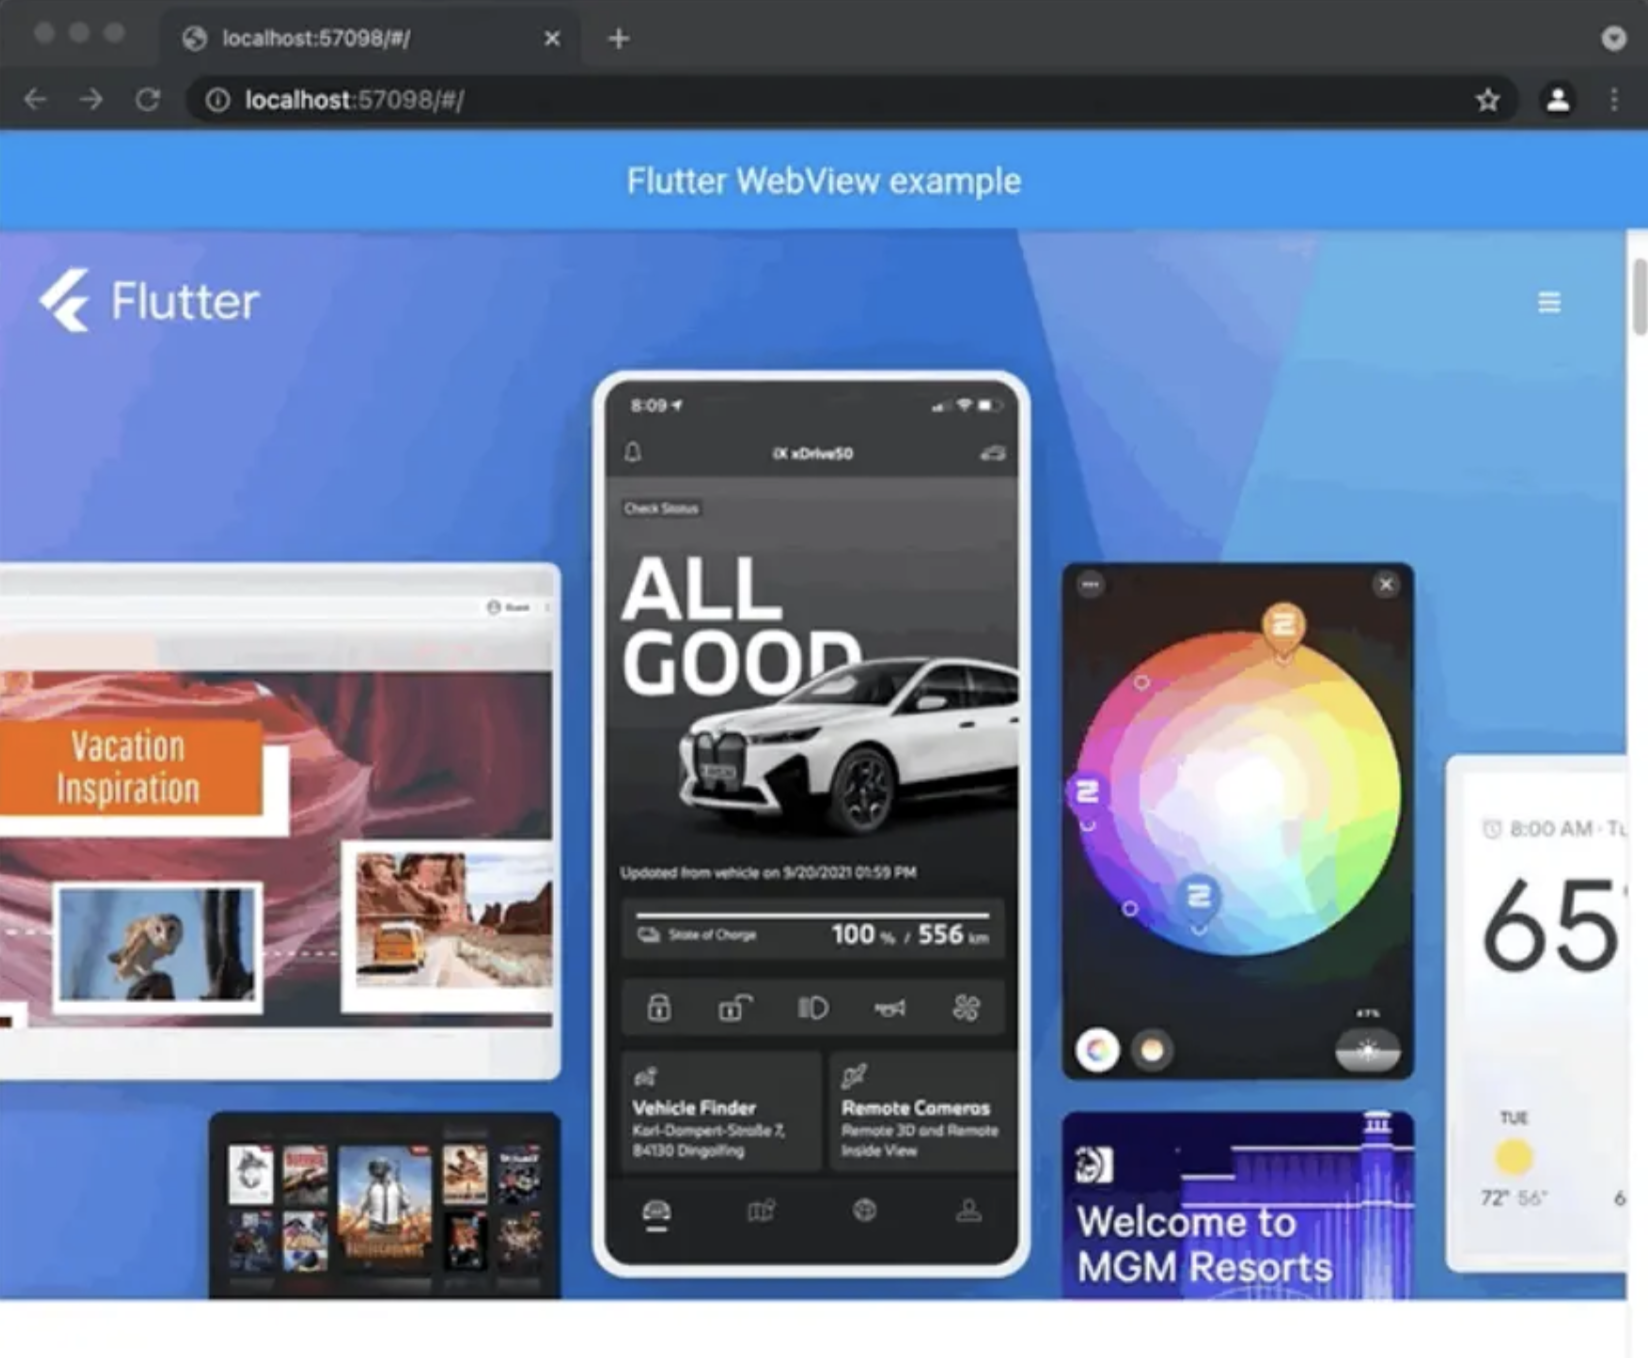 localhost:57098/#/
localhost:57098/#/
Flutter WebView example
Flutter
8:09
iX xDrive50
Check Status
ALL
GOOD
Updated from vehicle on 9/20/2021 01:59 PM
State of Charge
100 % / 556 km
Vehicle Finder
Karl-Dompert-Straße 7,
84130 Dingolfing
Remote Cameras
Remote 3D and Remote
Inside View
Vacation
Inspiration
Guest
47%
Welcome to
MGM Resorts
8:00 AM · Tu
65°
TUE
72° 56°
6